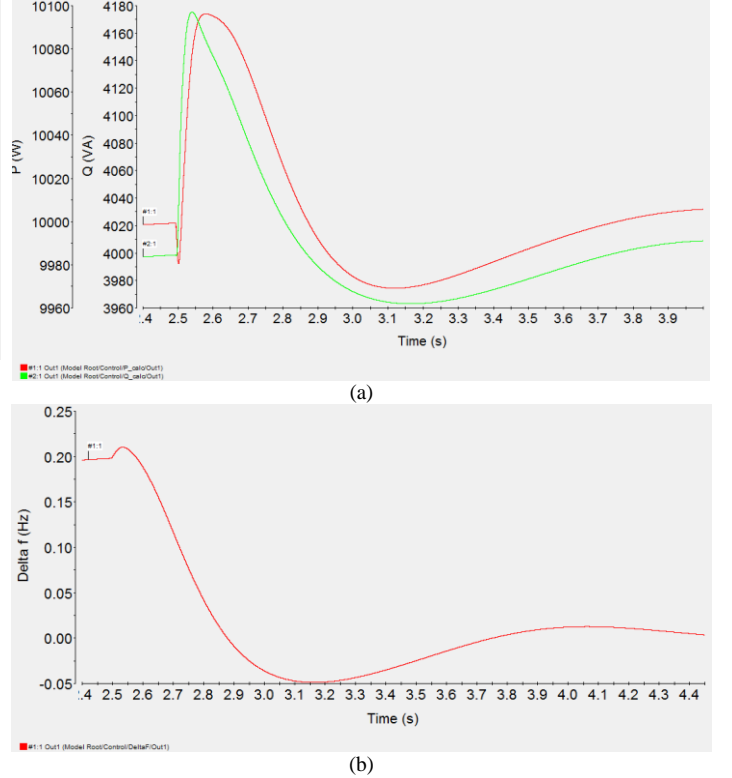 10100
10080
10060
10040
10020
10000
9980
9960
P (W)
4180
4160
4140
4120
4100
4080
4060
4040
4020
4000
3980
3960
Q (VA)
#1:1
#2:1
.4 2.5 2.6 2.7 2.8 2.9 3.0 3.1 3.2 3.3 3.4 3.5 3.6 3.7 3.8 3.9
Time (s)
#1:1 Out1 (Model Root/Control/P_calc/Out1)
#2:1 Out1 (Model Root/Control/Q_calc/Out1)
(a)
0.25
0.20
0.15
0.10
0.05
0.00
-0.05
Delta f (Hz)
#1:1
.4 2.5 2.6 2.7 2.8 2.9 3.0 3.1 3.2 3.3 3.4 3.5 3.6 3.7 3.8 3.9 4.0 4.1 4.2 4.3 4.4
Time (s)
#1:1 Out1 (Model Root/Control/DeltaF/Out1)
(b)